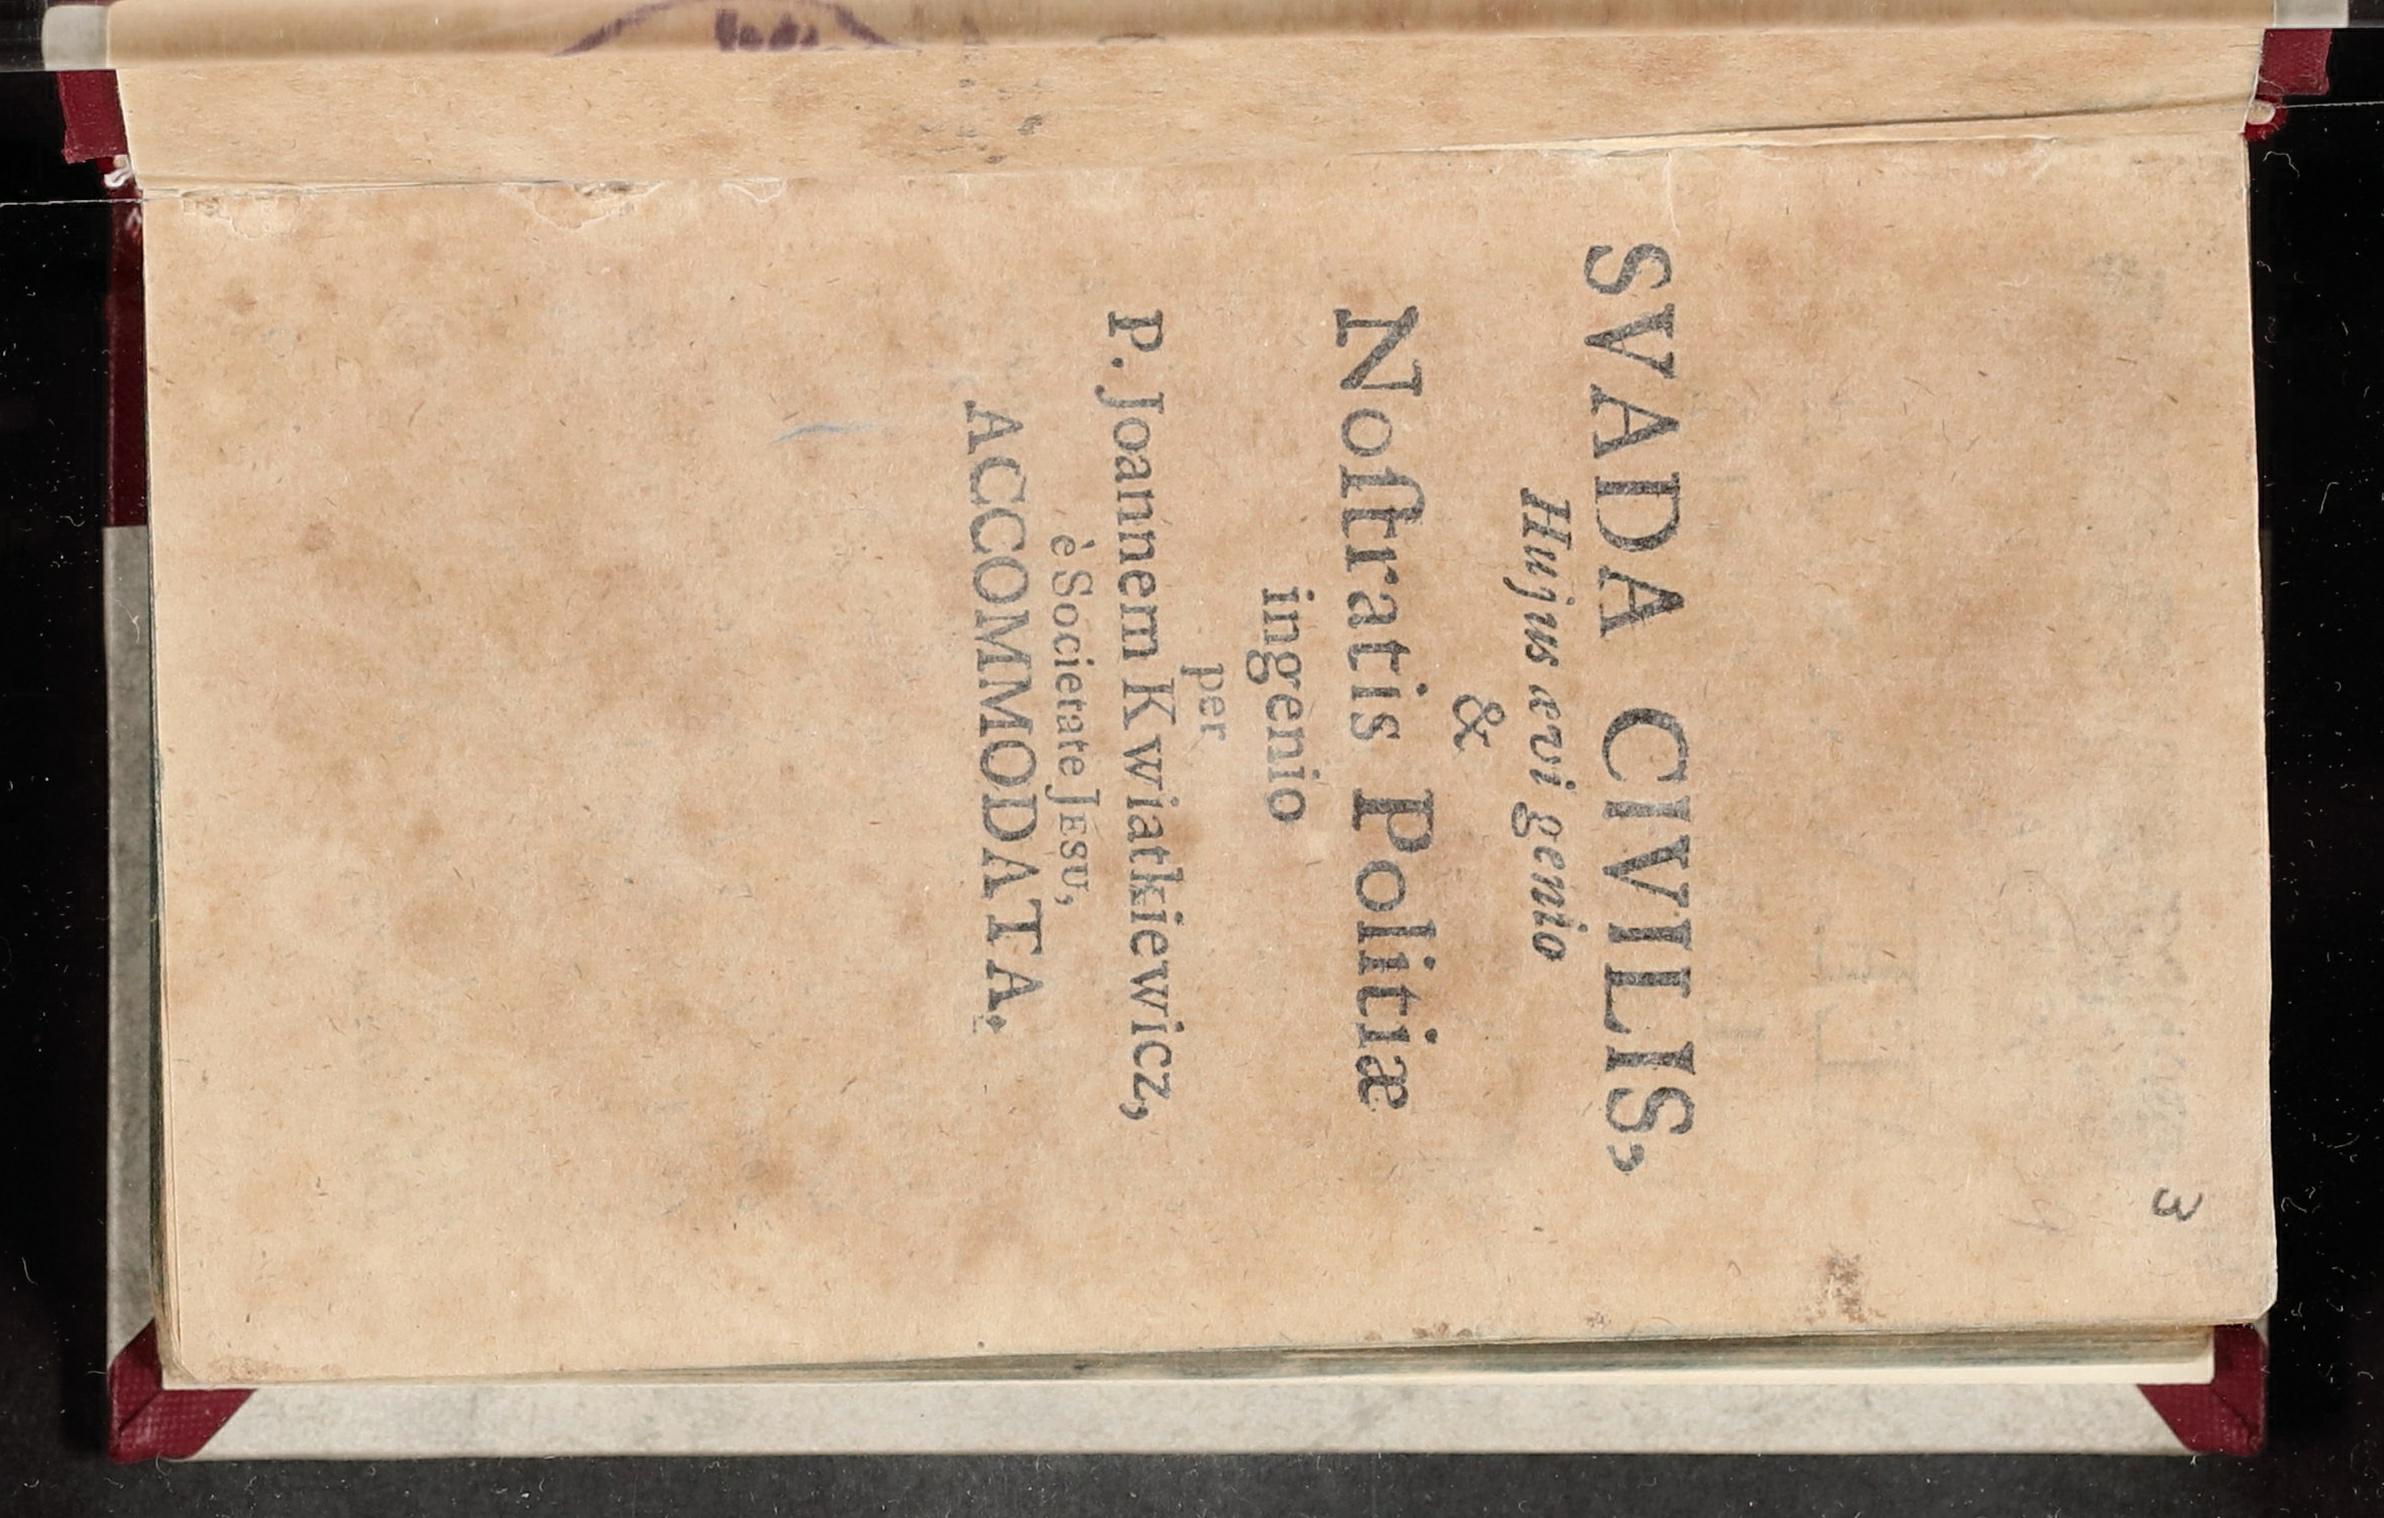 3
SVADA CIVILIS,
Hujus ævi genio
&
Noſtratis Politiæ
ingenio
per
P. Joannem Kwiatkiewicz,
è Societate JESU,
ACCOMMODATA.